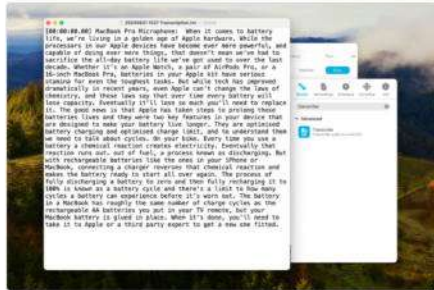 [00:00:00.00] MacBook Pro Microphone: When it comes to battery
life, we're living in a golden age of Apple hardware. While the
processors in our Apple devices have become ever more powerful, and
capable of doing ever more things, that doesn't mean we've had to
sacrifice the all-day battery life we've got used to over the last
decade. Whether it's an Apple Watch, a pair of AirPods Pro, or a
16-inch MacBook Pro, batteries in your Apple kit have serious
stamina for even the toughest tasks. But while tech has improved
dramatically in recent years, even Apple can't change the laws of
chemistry, and those laws say that over time every battery will
lose capacity. Eventually it'll lose so much you'll need to replace
it. The good news is that Apple has taken steps to prolong those
batteries lives and they were two key features in your device that
are designed to make your battery live longer. They are optimised
battery charging and optimised charge limit, and to understand them
we need to talk about cycles. On your bike. Every time you use a
battery a chemical reaction creates electricity. Eventually that
reaction runs out. out of fuel, a process known as discharging. But
with rechargeable batteries like the ones in your iPhone or
MacBook, connecting a charger reverses that chemical reaction and
makes the battery ready to start all over again. The process of
fully discharging a battery to zero and then fully recharging it to
100% is known as a battery cycle and there's a limit to how many
cycles a battery can experience before it's worn out. The battery
in a MacBook has roughly the same number of charge cycles as the
rechargeable AA batteries you put in your TV remote, but your
MacBook battery is glued in place. When it's done, you'll need to
take it to Apple or a third party expert to get a new one fitted.
Advanced
Transcribe